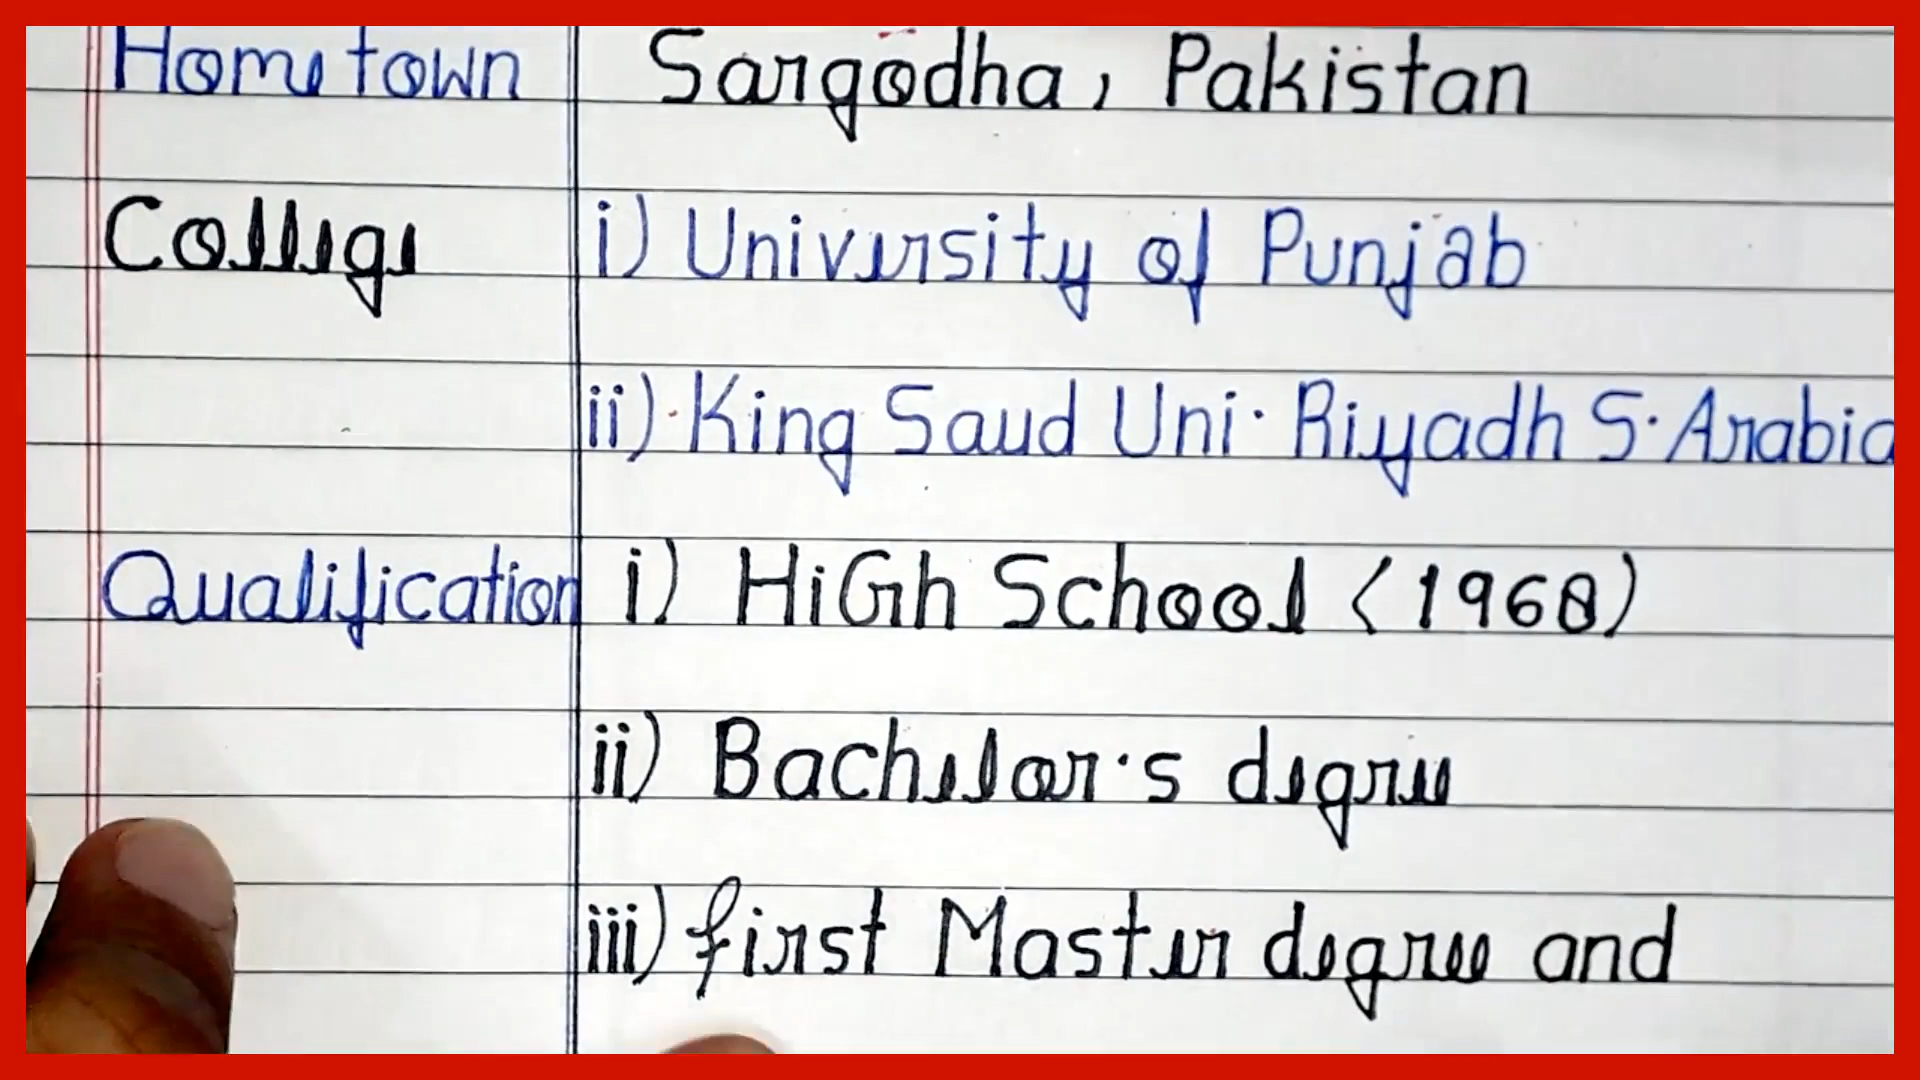 Hometown Sargodha, Pakistan
College i) University of Punjab
ii) King Saud Uni. Riyadh S. Arabia
Qualification i) HiGh School (1968)
ii) Bachelor's degree
iii) first Master degree and